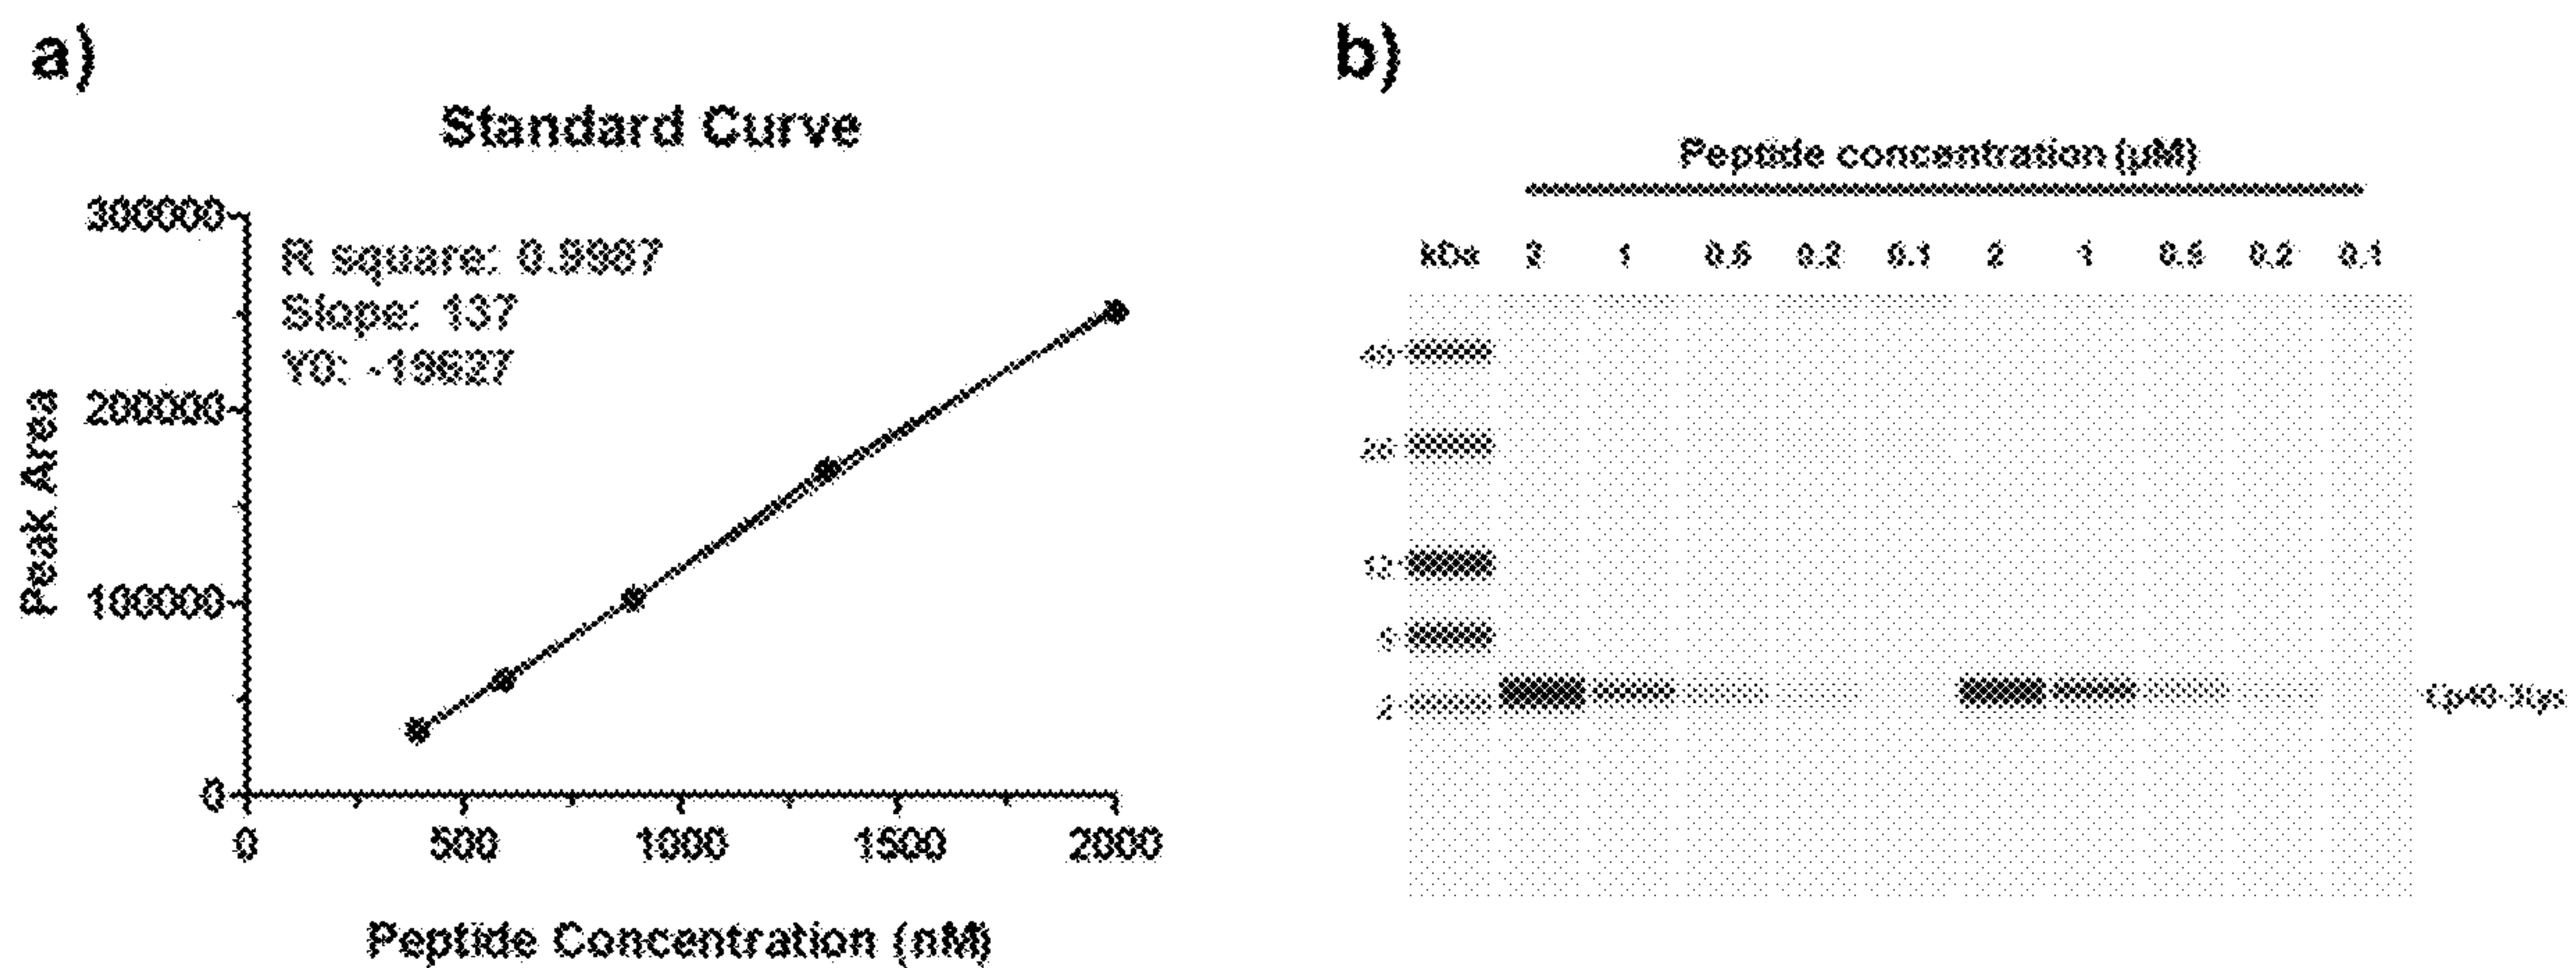 a)
Standard Curve
300000
200000
100000
0
Peak Area
R square: 0.9987
Slope: 137
Y0: -19627
0 500 1000 1500 2000
Peptide Concentration (nM)
b)
Peptide concentration (µM)
kDa 2 1 0.5 0.2 0.1 2 1 0.5 0.2 0.1
Cp40-3Lys